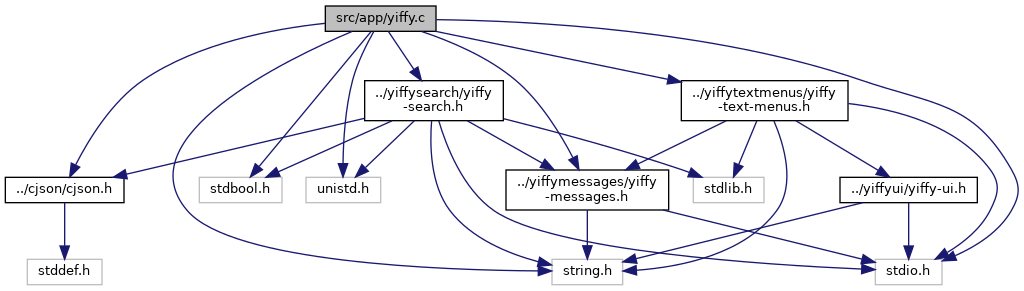 src/app/yiffy.c
../yiffysearch/yiffy
-search.h
../yiffytextmenus/yiffy
-text-menus.h
../cjson/cjson.h
stdbool.h
unistd.h
../yiffymessages/yiffy
-messages.h
stdlib.h
../yiffyui/yiffy-ui.h
stddef.h
string.h
stdio.h